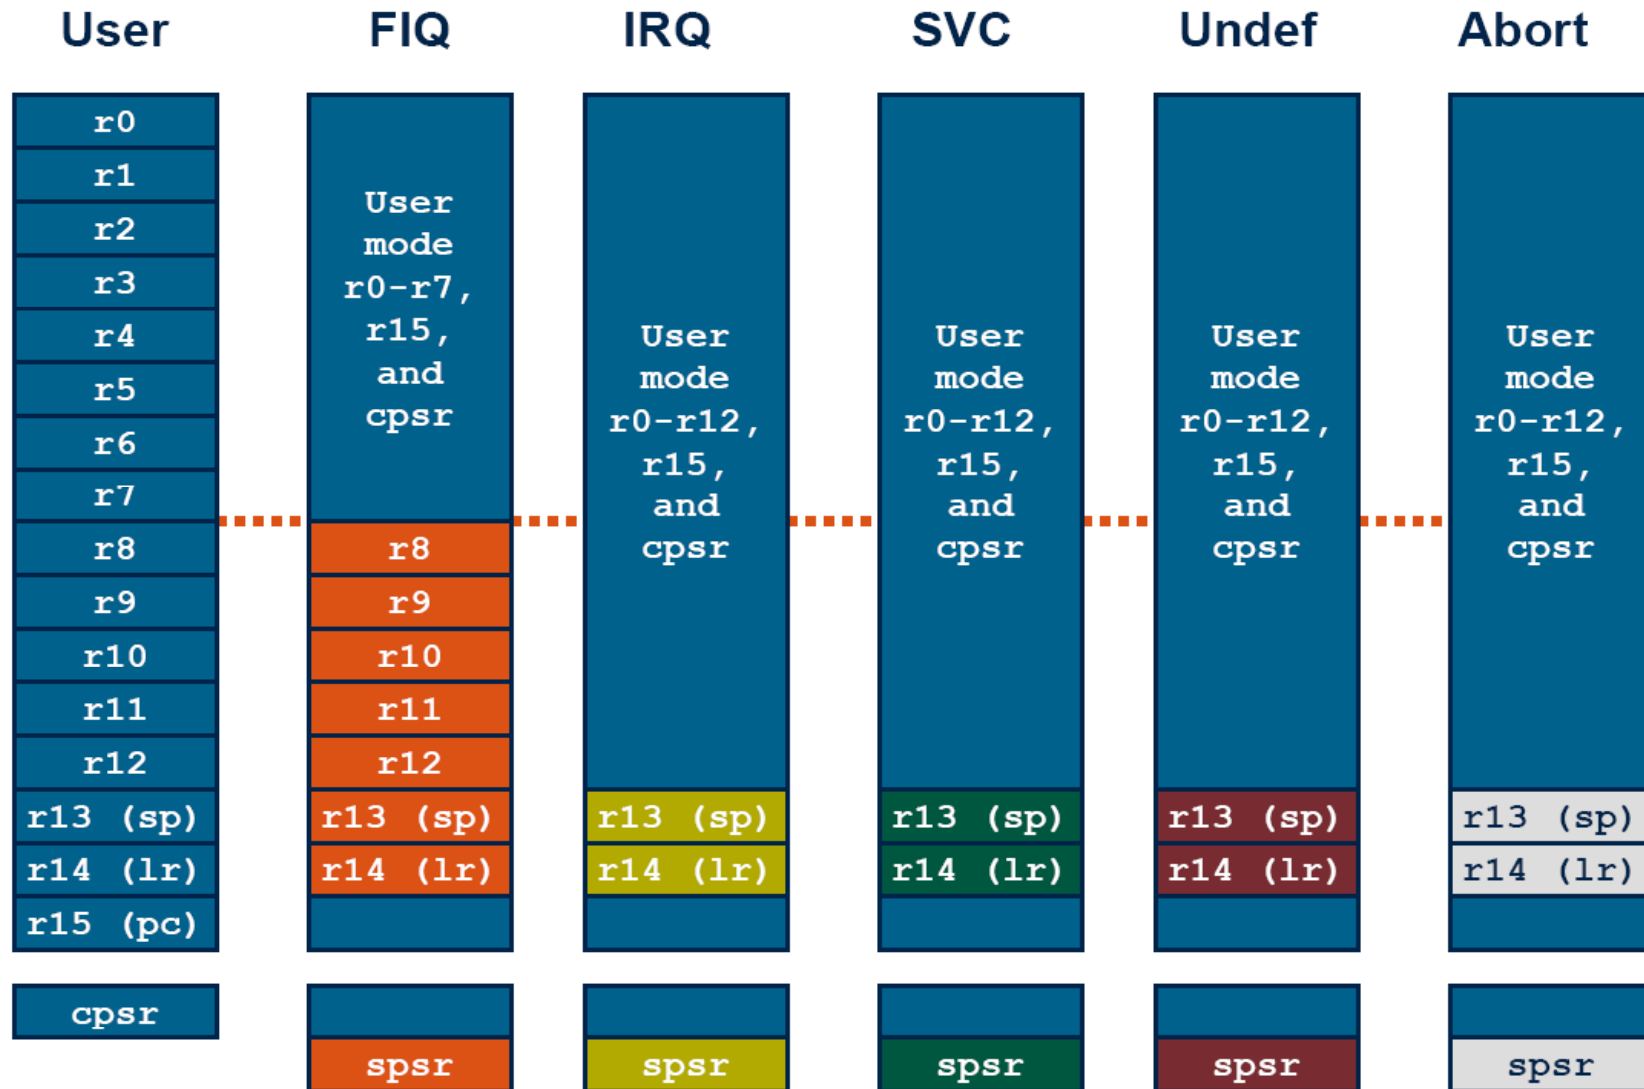 User
FIQ
IRQ
SVC
Undef
Abort
r0
r1
r2
r3
r4
r5
r6
r7
r8
r9
r10
r11
r12
r13 (sp)
r14 (lr)
r15 (pc)
cpsr
User
mode
r0-r7,
r15,
and
cpsr
r8
r9
r10
r11
r12
r13 (sp)
r14 (lr)
spsr
User
mode
r0-r12,
r15,
and
cpsr
r13 (sp)
r14 (lr)
spsr
User
mode
r0-r12,
r15,
and
cpsr
r13 (sp)
r14 (lr)
spsr
User
mode
r0-r12,
r15,
and
cpsr
r13 (sp)
r14 (lr)
spsr
User
mode
r0-r12,
r15,
and
cpsr
r13 (sp)
r14 (lr)
spsr